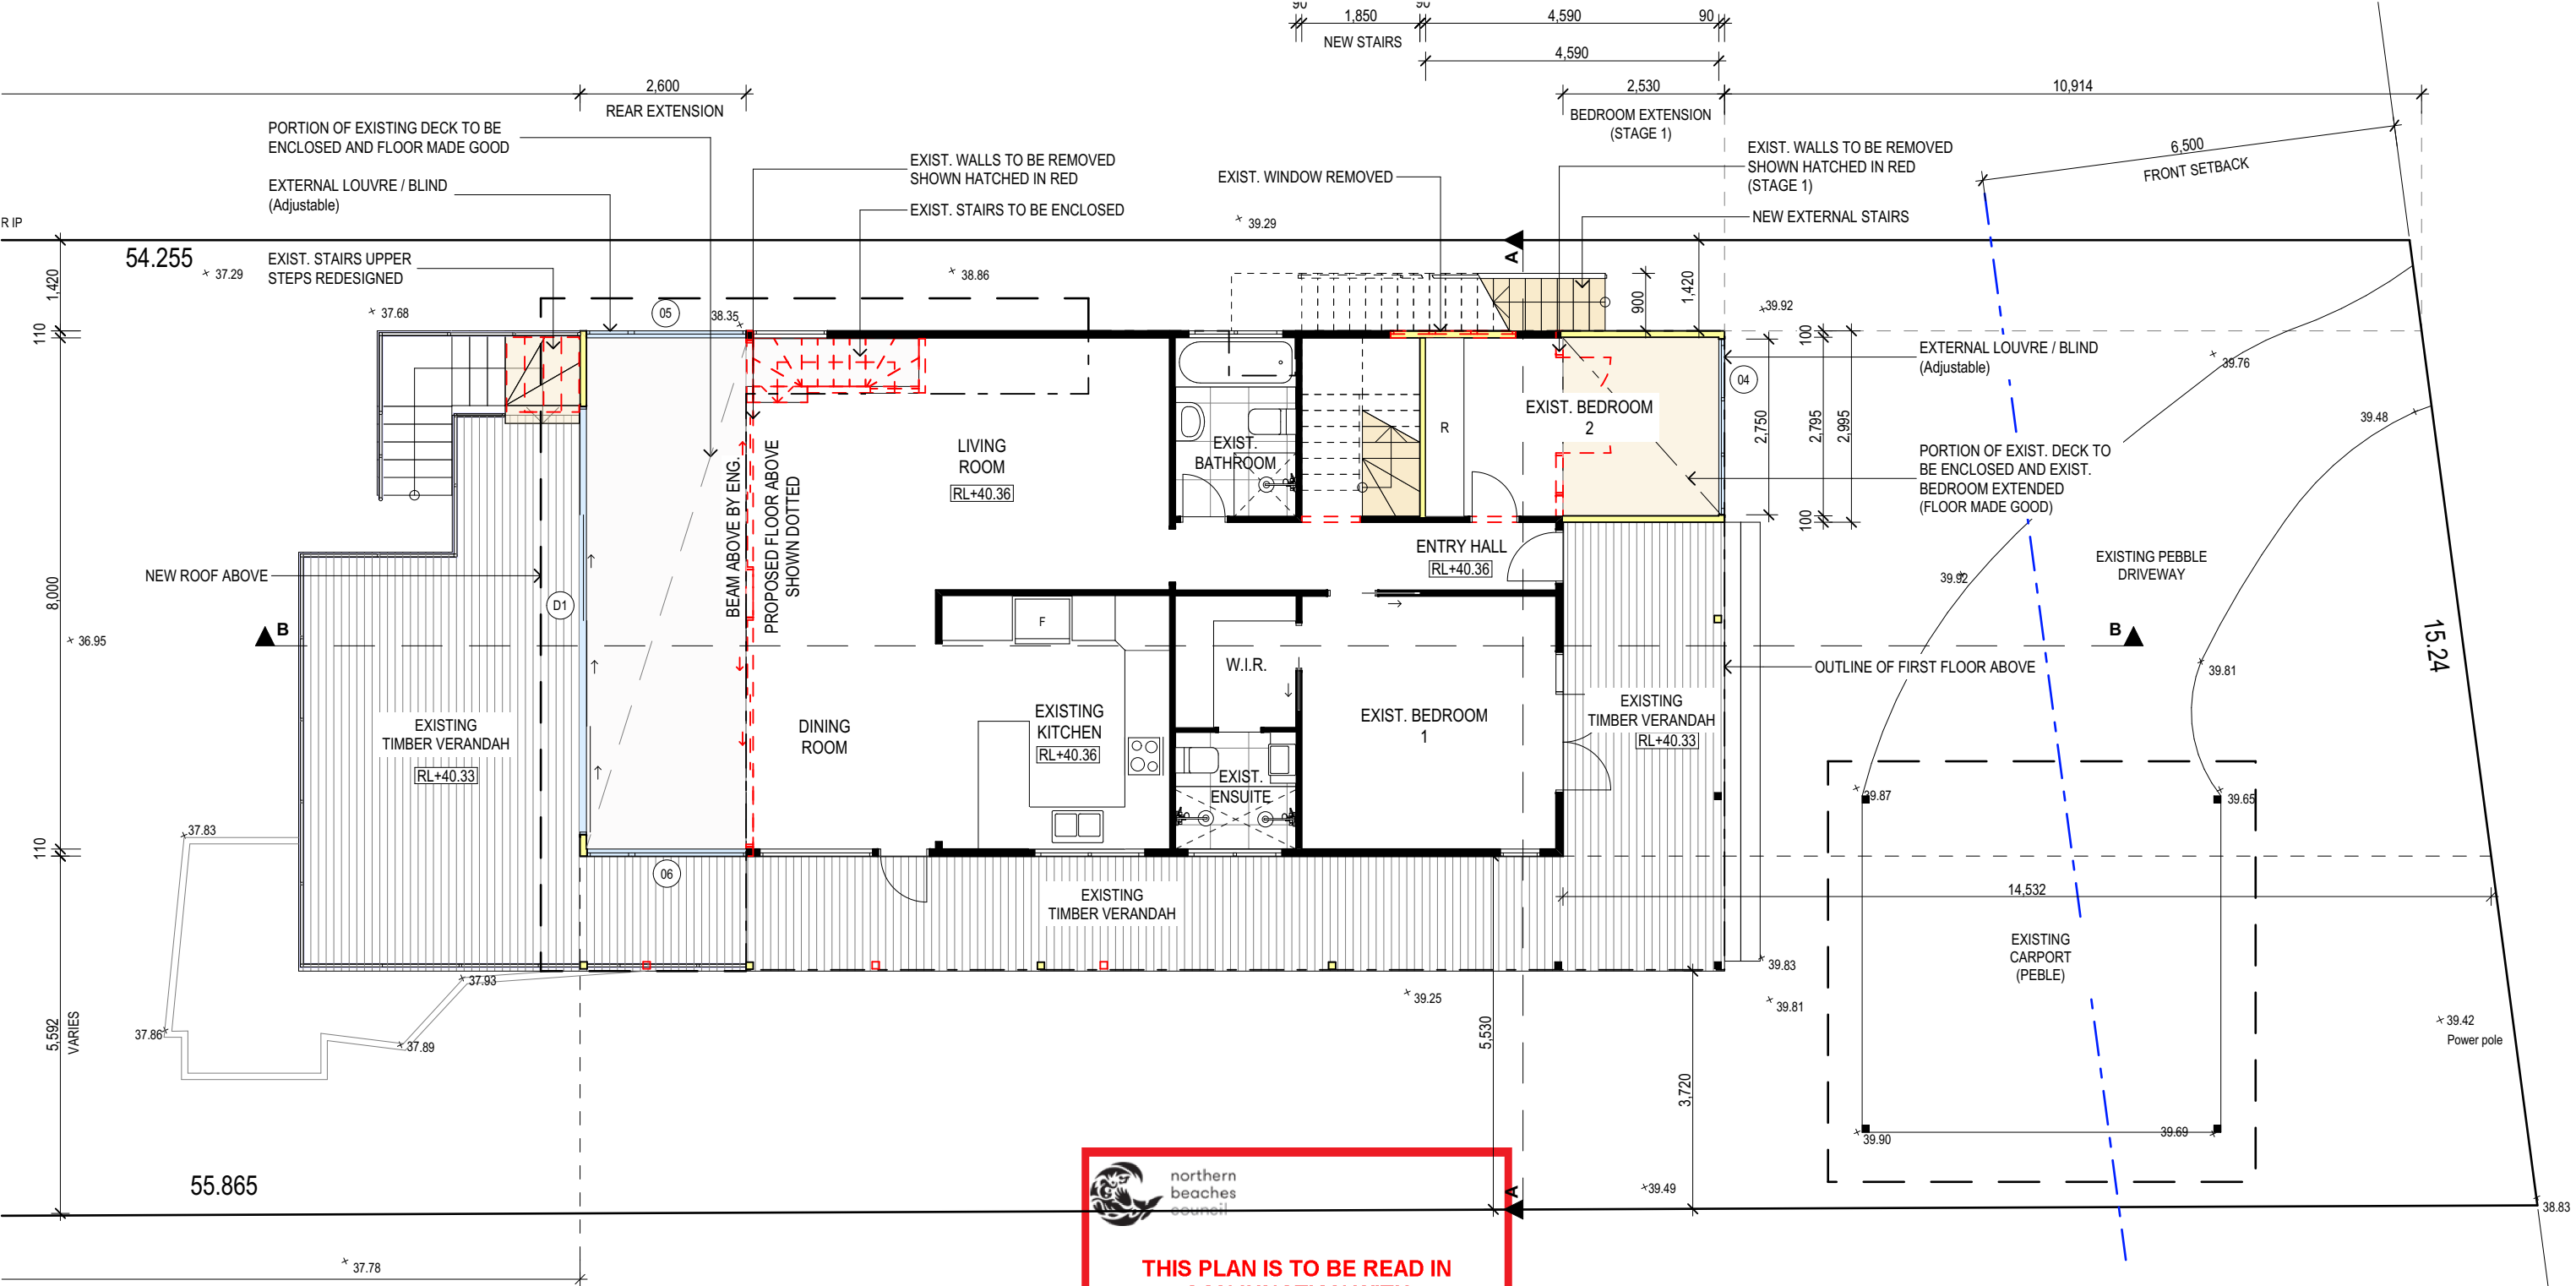 90
1,850
90
4,590
90
NEW STAIRS
4,590
2,600
REAR EXTENSION
2,530
BEDROOM EXTENSION
(STAGE 1)
10,914
6,500
FRONT SETBACK
PORTION OF EXISTING DECK TO BE
ENCLOSED AND FLOOR MADE GOOD
EXTERNAL LOUVRE / BLIND
(Adjustable)
EXIST. WALLS TO BE REMOVED
SHOWN HATCHED IN RED
EXIST. STAIRS TO BE ENCLOSED
EXIST. WINDOW REMOVED
EXIST. WALLS TO BE REMOVED
SHOWN HATCHED IN RED
(STAGE 1)
NEW EXTERNAL STAIRS
R IP
54.255
37.29
EXIST. STAIRS UPPER
STEPS REDESIGNED
38.86
39.29
A
1,420
110
37.68
05
38.35
900
1,420
39.92
100
EXTERNAL LOUVRE / BLIND
(Adjustable)
39.76
04
39.48
2,750
2,795
2,995
100
EXIST. BEDROOM
2
R
LIVING
ROOM
RL+40.36
EXIST.
BATHROOM
BEAM ABOVE BY ENG.
PROPOSED FLOOR ABOVE
SHOWN DOTTED
PORTION OF EXIST. DECK TO
BE ENCLOSED AND EXIST.
BEDROOM EXTENDED
(FLOOR MADE GOOD)
ENTRY HALL
RL+40.36
EXISTING PEBBLE
DRIVEWAY
39.92
NEW ROOF ABOVE
D1
8,000
36.95
B
F
B
15.24
W.I.R.
OUTLINE OF FIRST FLOOR ABOVE
39.81
EXISTING
TIMBER VERANDAH
RL+40.33
DINING
ROOM
EXISTING
KITCHEN
RL+40.36
EXIST. BEDROOM
1
EXISTING
TIMBER VERANDAH
RL+40.33
EXIST.
ENSUITE
39.87
39.65
37.83
110
06
EXISTING
TIMBER VERANDAH
14,532
EXISTING
CARPORT
(PEBLE)
39.83
37.93
39.25
39.81
39.42
Power pole
37.86
37.89
5,592
VARIES
5,530
3,720
39.90
39.69
55.865
northern
beaches
council
A
39.49
38.83
37.78
THIS PLAN IS TO BE READ IN